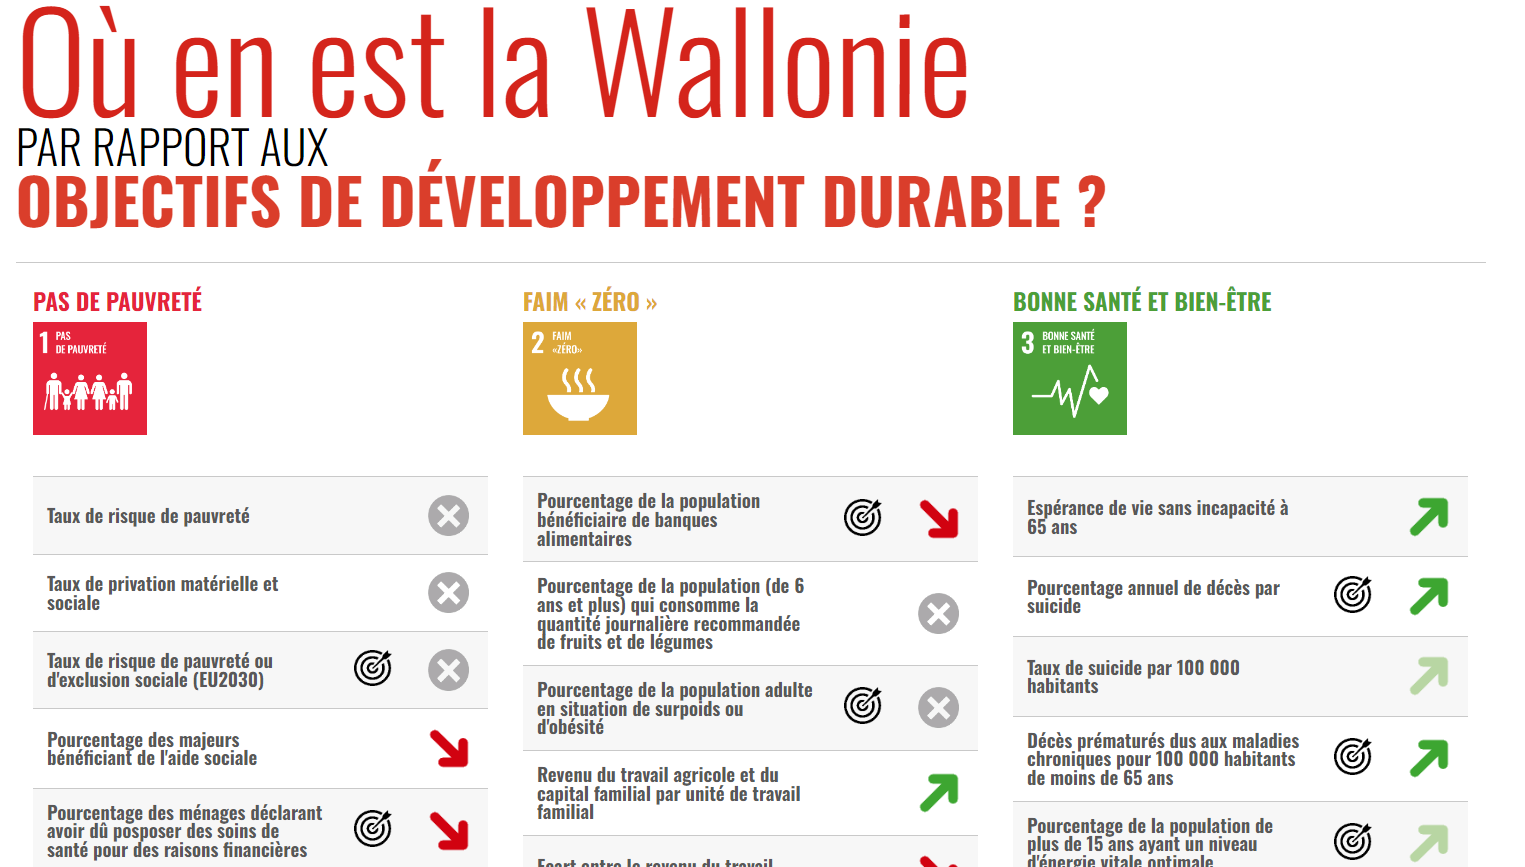 Où en est la Wallonie
PAR RAPPORT AUX
OBJECTIFS DE DÉVELOPPEMENT DURABLE ?
PAS DE PAUVRETÉ
1 PAS
DE PAUVRETÉ
Taux de risque de pauvreté
Taux de privation matérielle et
sociale
Taux de risque de pauvreté ou
d'exclusion sociale (EU2030)
Pourcentage des majeurs
bénéficiant de l'aide sociale
Pourcentage des ménages déclarant
avoir dû posposer des soins de
santé pour des raisons financières
FAIM « ZÉRO »
2 FAIM
«ZÉRO»
Pourcentage de la population
bénéficiaire de banques
alimentaires
Pourcentage de la population (de 6
ans et plus) qui consomme la
quantité journalière recommandée
de fruits et de légumes
Pourcentage de la population adulte
en situation de surpoids ou
d'obésité
Revenu du travail agricole et du
capital familial par unité de travail
familial
Ecart entre le revenu du travail
BONNE SANTÉ ET BIEN-ÊTRE
3 BONNE SANTÉ
ET BIEN-ÊTRE
Espérance de vie sans incapacité à
65 ans
Pourcentage annuel de décès par
suicide
Taux de suicide par 100 000
habitants
Décès prématurés dus aux maladies
chroniques pour 100 000 habitants
de moins de 65 ans
Pourcentage de la population de
plus de 15 ans ayant un niveau
d'énergie vitale optimale